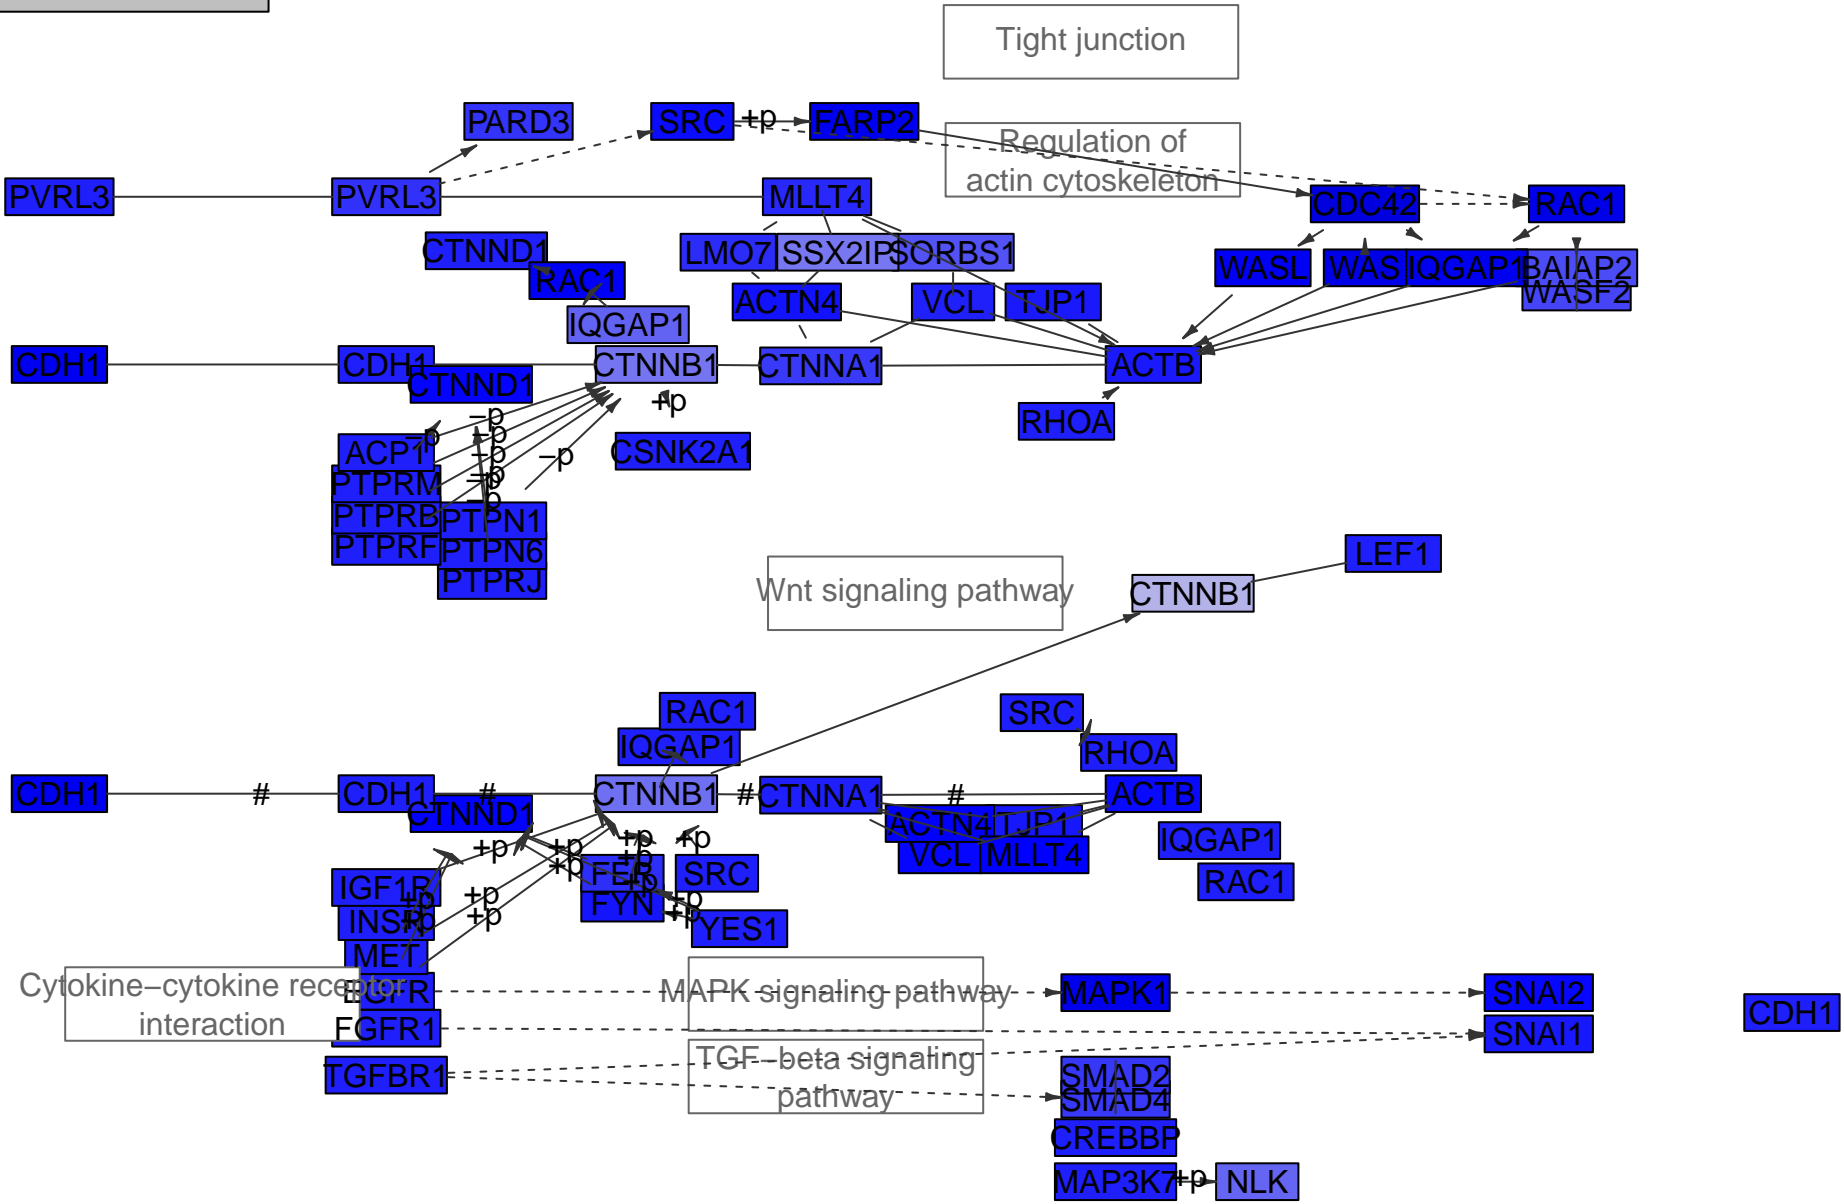 Tight junction
PARD3
SRC
+p
FARP2
Regulation of
actin cytoskeleton
PVRL3
PVRL3
MLLT4
CDC42
RAC1
CTNND1
LMO7
SSX2IP
SORBS1
WASL
WAS
IQGAP1
BAIAP2
RAC1
WASF2
ACTN4
VCL
TJP1
IQGAP1
CDH1
CDH1
CTNNB1
CTNNA1
ACTB
CTNND1
+p
RHOA
−p
−p
−p
ACP1
−p
−p
CSNK2A1
−p
−p
PTPRM
−p
PTPRB
PTPN1
PTPRF
PTPN6
LEF1
PTPRJ
Wnt signaling pathway
CTNNB1
RAC1
SRC
IQGAP1
RHOA
CDH1
#
CDH1
#
CTNNB1
#
CTNNA1
#
ACTB
CTNND1
ACTN4
TJP1
+p
+p
+p
+p
IQGAP1
VCL
MLLT4
+p
+p
FER
SRC
RAC1
IGF1R
+p
+p
+p
+p
FYN
INSR
+p
+p
+p
YES1
MET
Cytokine−cytokine receptor
interaction
EGFR
MAPK signaling pathway
MAPK1
SNAI2
CDH1
FGFR1
SNAI1
TGF−beta signaling
pathway
TGFBR1
SMAD2
SMAD4
CREBBP
MAP3K7
+p
NLK